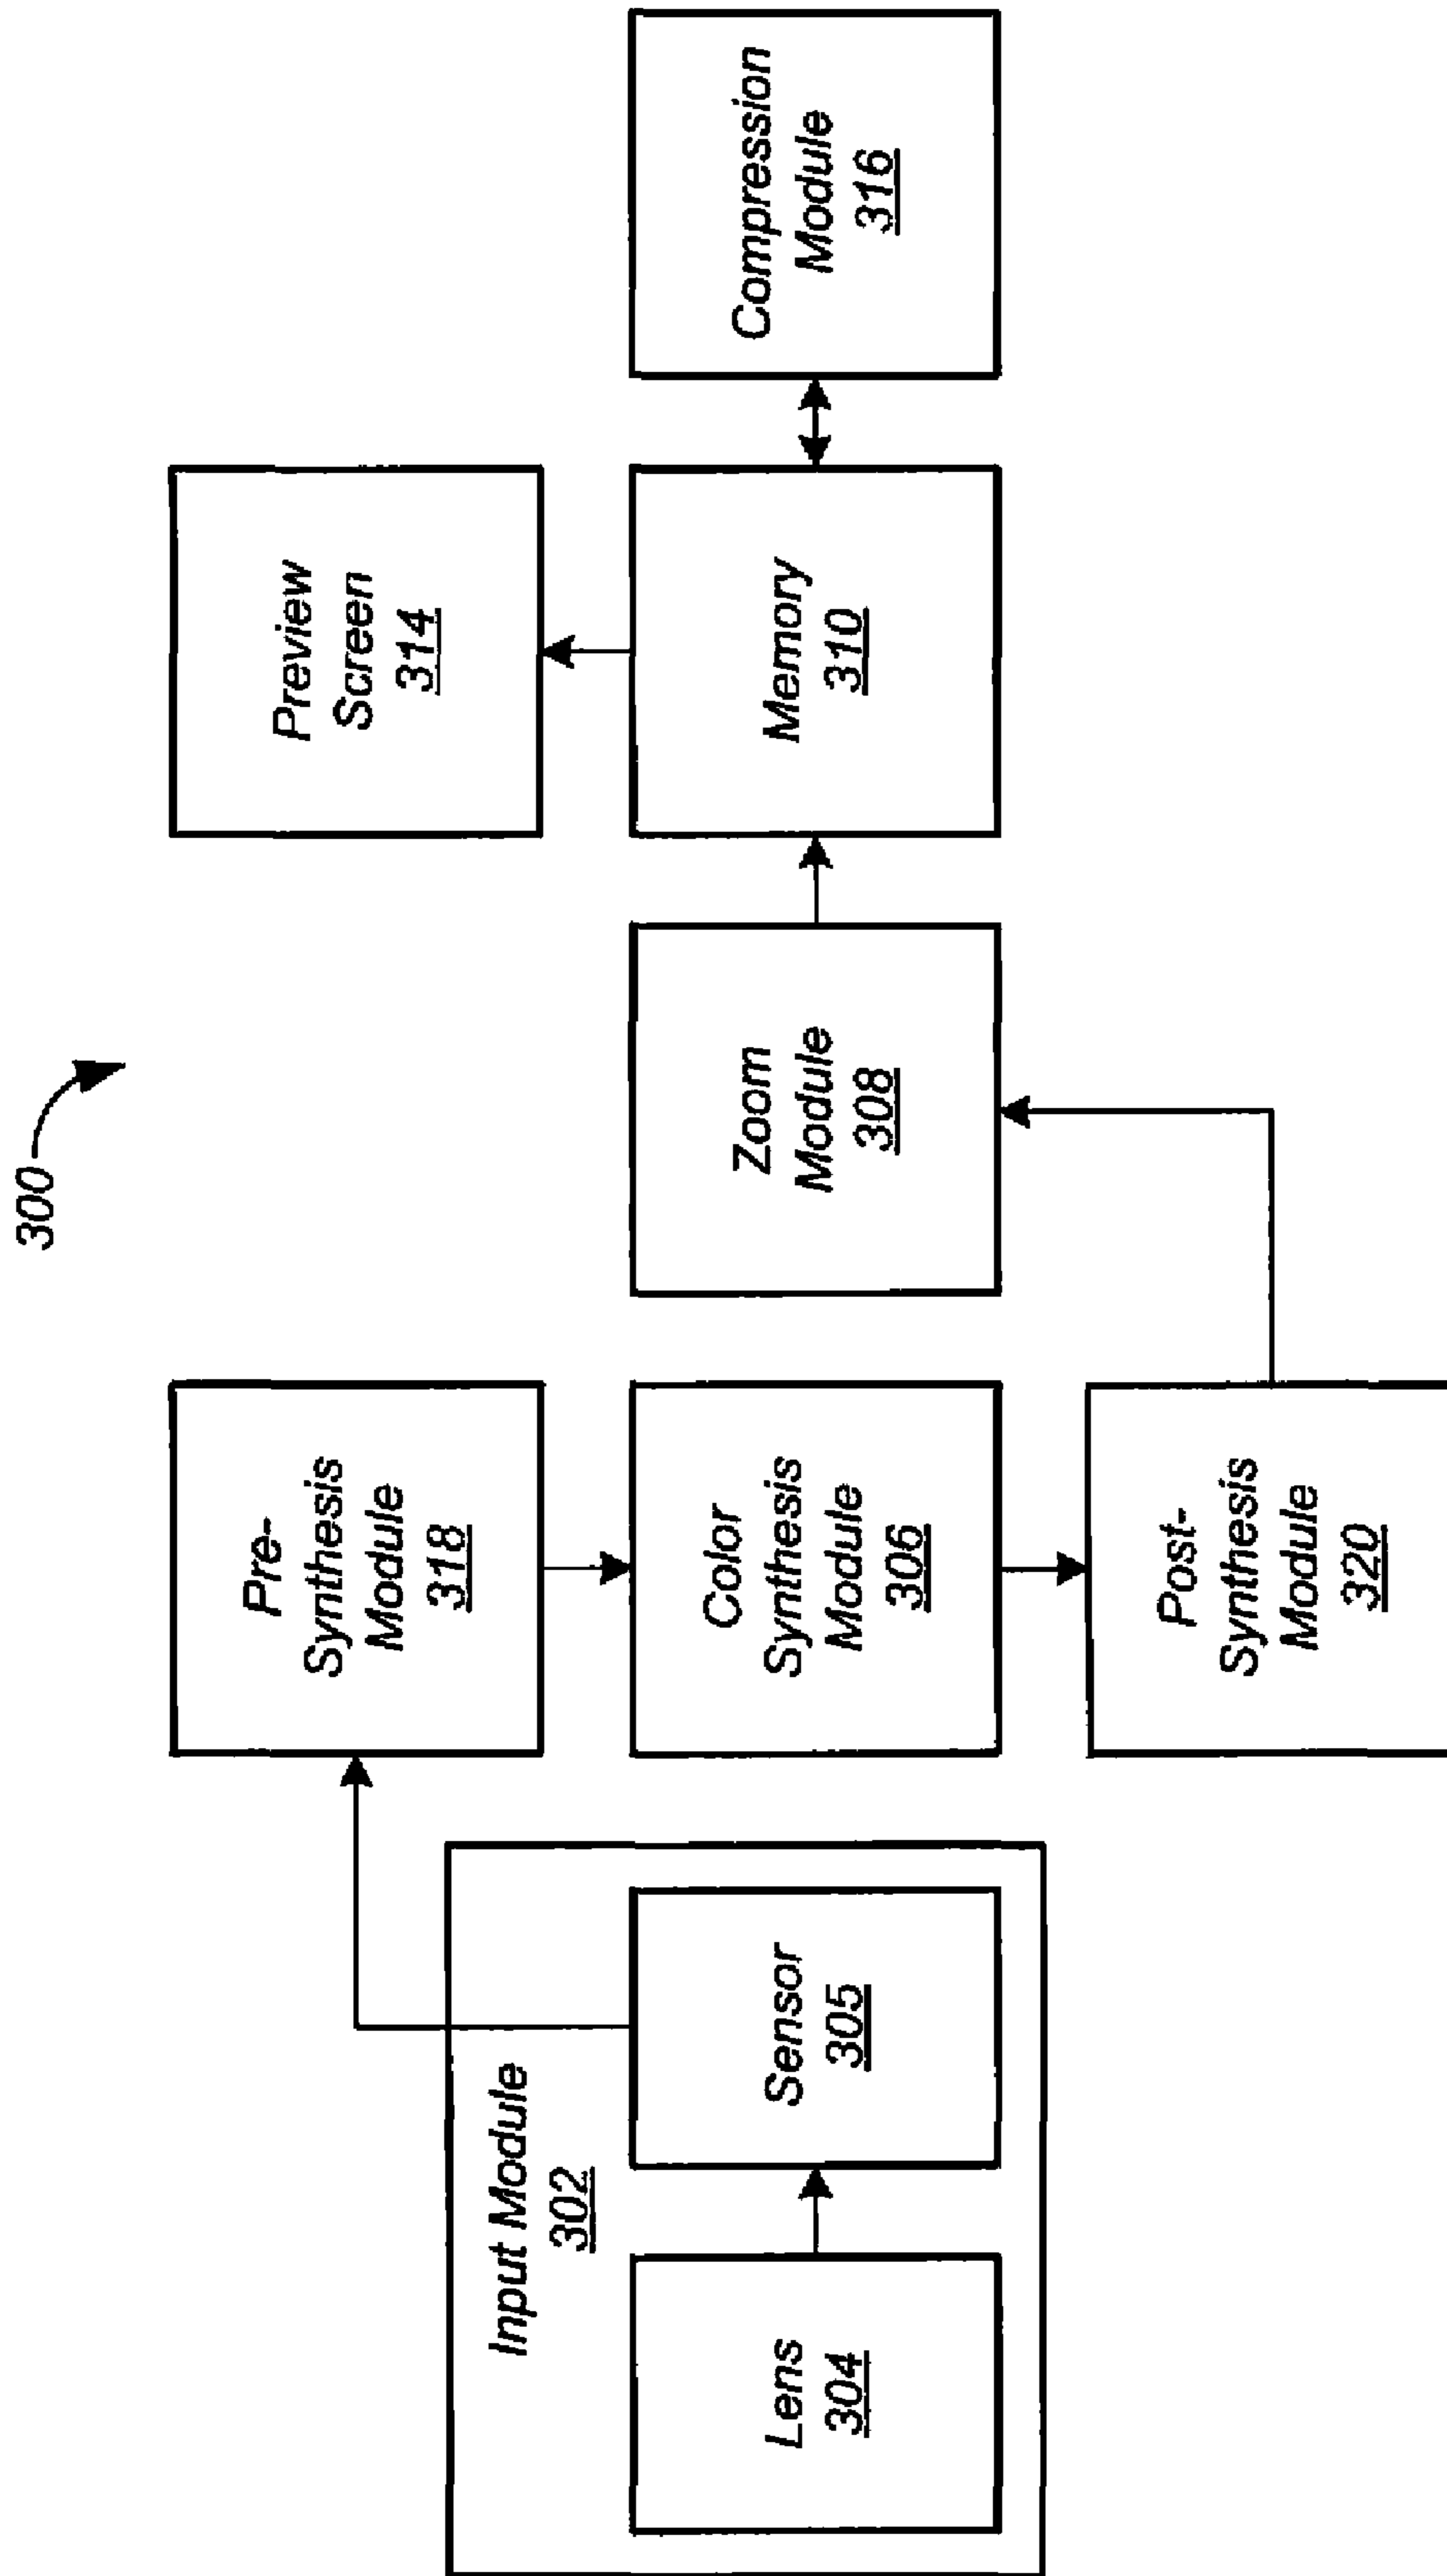 300
Input Module
302
Lens
304
Sensor
305
Pre-
Synthesis
Module
318
Color
Synthesis
Module
306
Post-
Synthesis
Module
320
Zoom
Module
308
Memory
310
Preview
Screen
314
Compression
Module
316